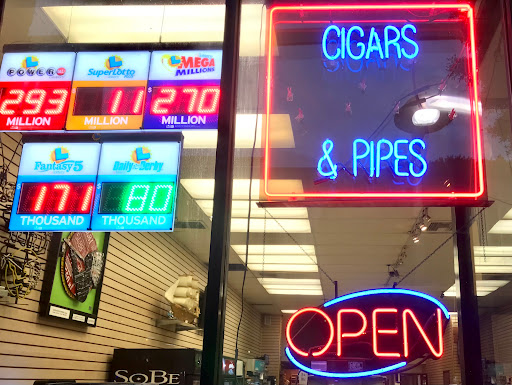 POWER
SuperLotto
MEGA
MILLIONS
293
11
$270
MILLION
MILLION
MILLION
Fantasy 5
Daily Derby
171
80
THOUSAND
THOUSAND
CIGARS
& PIPES
OPEN
SoBe